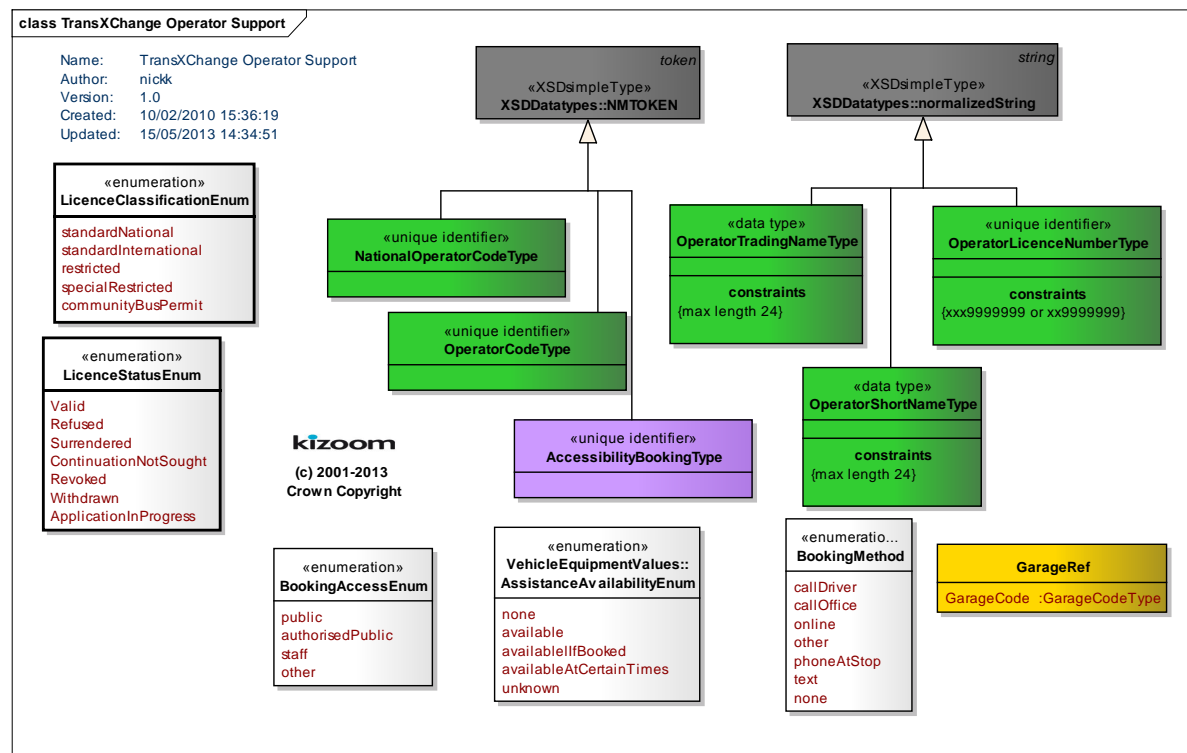 class TransXChange Operator Support
Name: TransXChange Operator Support
Author: nickk
Version: 1.0
Created: 10/02/2010 15:36:19
Updated: 15/05/2013 14:34:51
token
«XSDsimpleType»
XSDDatatypes::NMTOKEN
string
«XSDsimpleType»
XSDDatatypes::normalizedString
«enumeration»
LicenceClassificationEnum
standardNational
standardInternational
restricted
specialRestricted
communityBusPermit
«unique identifier»
NationalOperatorCodeType
«data type»
OperatorTradingNameType
constraints
{max length 24}
«unique identifier»
OperatorLicenceNumberType
constraints
{xxx9999999 or xx9999999}
«unique identifier»
OperatorCodeType
«enumeration»
LicenceStatusEnum
Valid
Refused
Surrendered
ContinuationNotSought
Revoked
Withdrawn
ApplicationInProgress
«data type»
OperatorShortNameType
constraints
{max length 24}
kizoom
(c) 2001-2013
Crown Copyright
«unique identifier»
AccessibilityBookingType
«enumeration»
BookingAccessEnum
public
authorisedPublic
staff
other
«enumeration»
VehicleEquipmentValues::
AssistanceAvailabilityEnum
none
available
availableIIfBooked
availableAtCertainTimes
unknown
«enumeratio...
BookingMethod
callDriver
callOffice
online
other
phoneAtStop
text
none
GarageRef
GarageCode :GarageCodeType